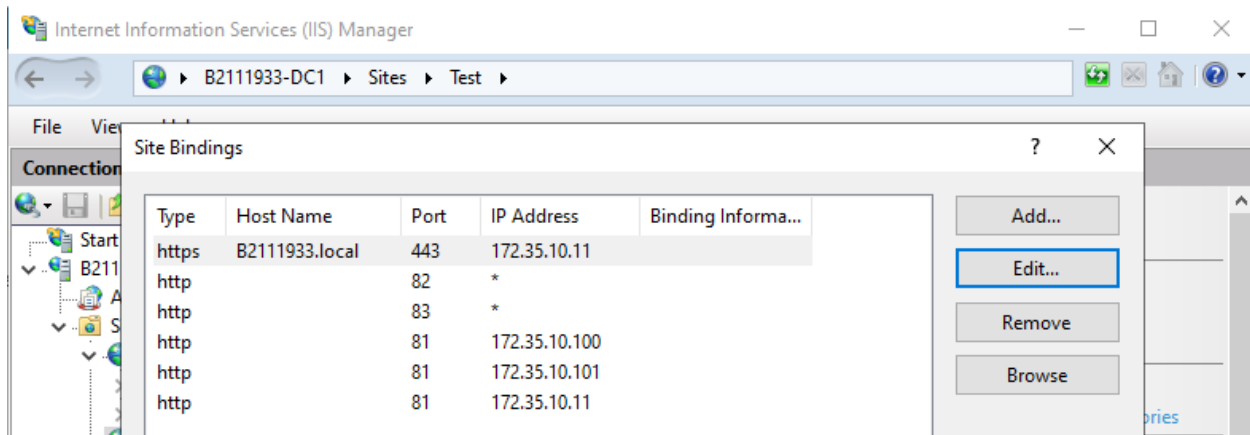 Internet Information Services (IIS) Manager
B2111933-DC1 Sites Test
File View
Site Bindings ?
Connection
Type Host Name Port IP Address Binding Informa... Add...
https B2111933.local 443 172.35.10.11
http 82 * Edit...
http 83 * Remove
http 81 172.35.10.100
http 81 172.35.10.101 Browse
http 81 172.35.10.11
Start
B211
A
S
ories